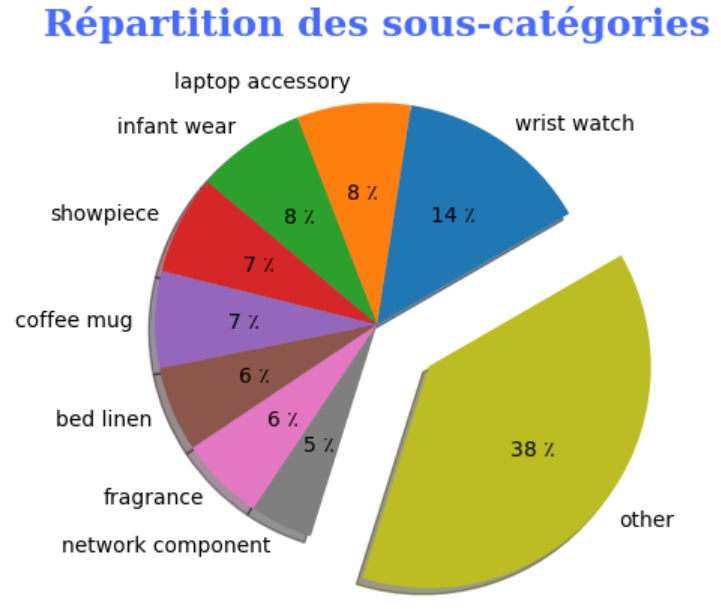 Répartition des sous-catégories
laptop accessory
wrist watch
infant wear
8 %
14 %
8 %
showpiece
7 %
coffee mug
7 %
6 %
bed linen
6 %
5 %
38 %
fragrance
other
network component